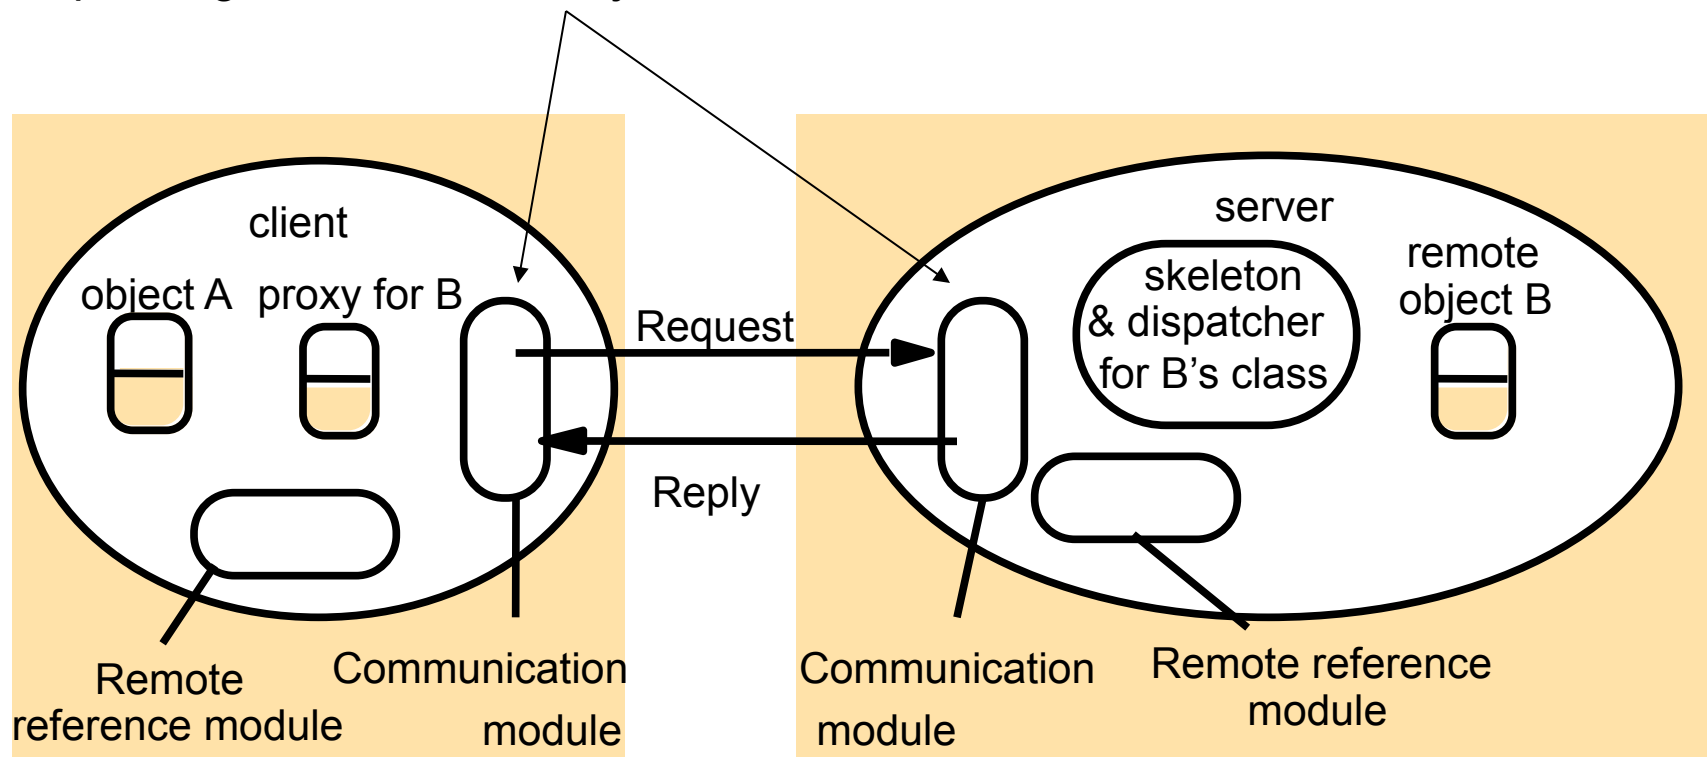 client
object A proxy for B
Request
Reply
Remote
reference module
Communication
module
server
skeleton
& dispatcher
for B’s class
remote
object B
Communication
module
Remote reference
module